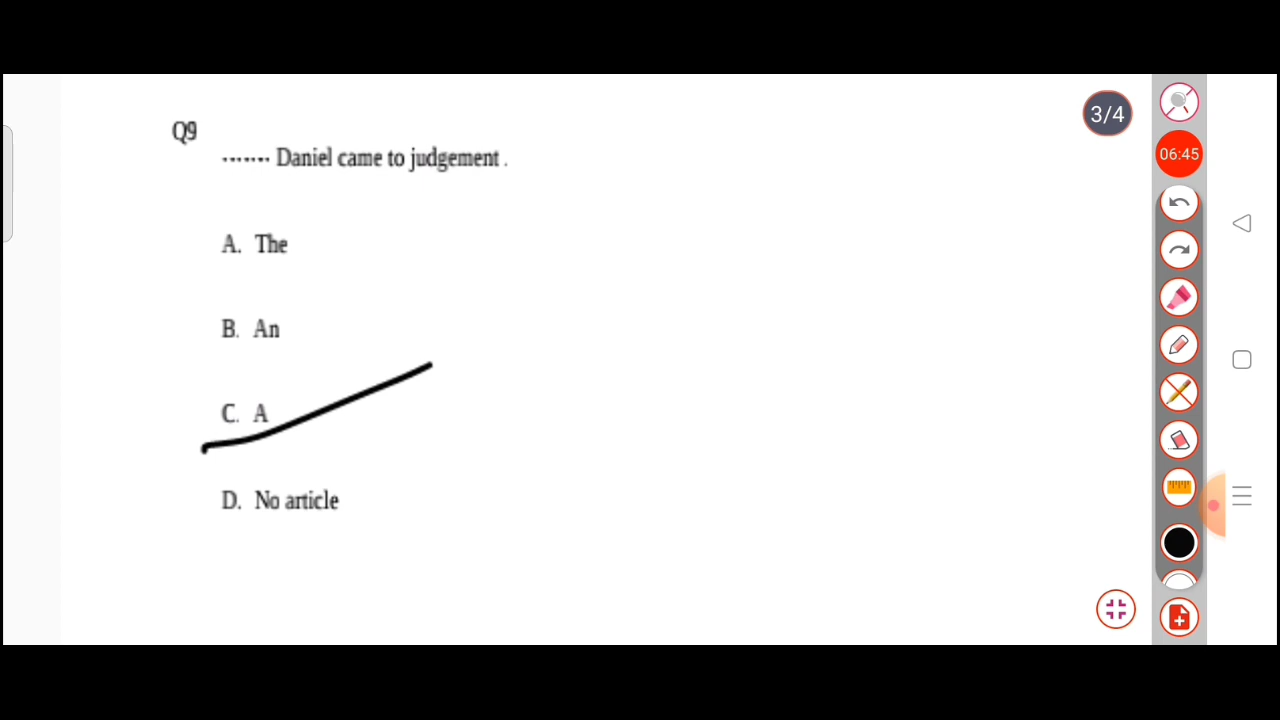 Q9
3/4
....... Daniel came to judgement .
06:45
A. The
B. An
C. A
D. No article